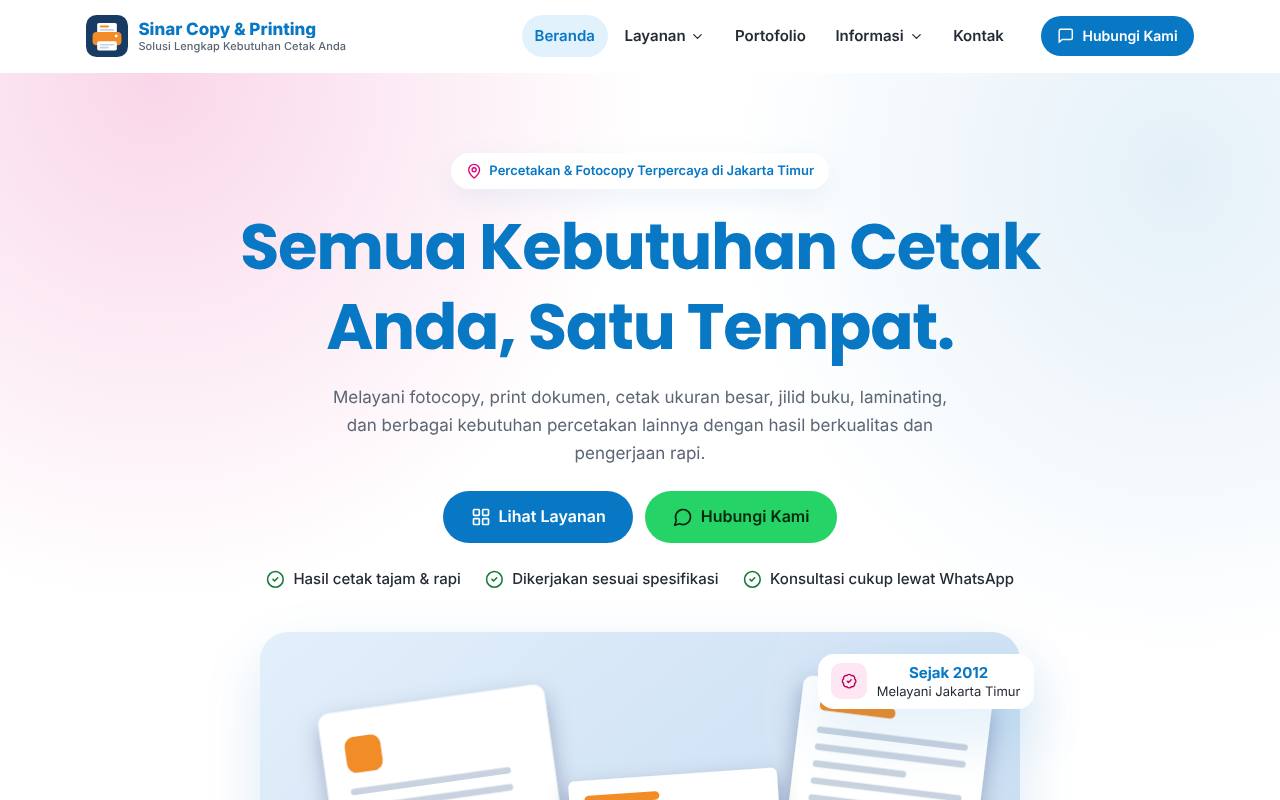 Sinar Copy & Printing
Solusi Lengkap Kebutuhan Cetak Anda
Beranda
Layanan
Portofolio
Informasi
Kontak
Hubungi Kami
Percetakan & Fotocopy Terpercaya di Jakarta Timur
Semua Kebutuhan Cetak
Anda, Satu Tempat.
Melayani fotocopy, print dokumen, cetak ukuran besar, jilid buku, laminating,
dan berbagai kebutuhan percetakan lainnya dengan hasil berkualitas dan
pengerjaan rapi.
Lihat Layanan
Hubungi Kami
Hasil cetak tajam & rapi
Dikerjakan sesuai spesifikasi
Konsultasi cukup lewat WhatsApp
Sejak 2012
Melayani Jakarta Timur